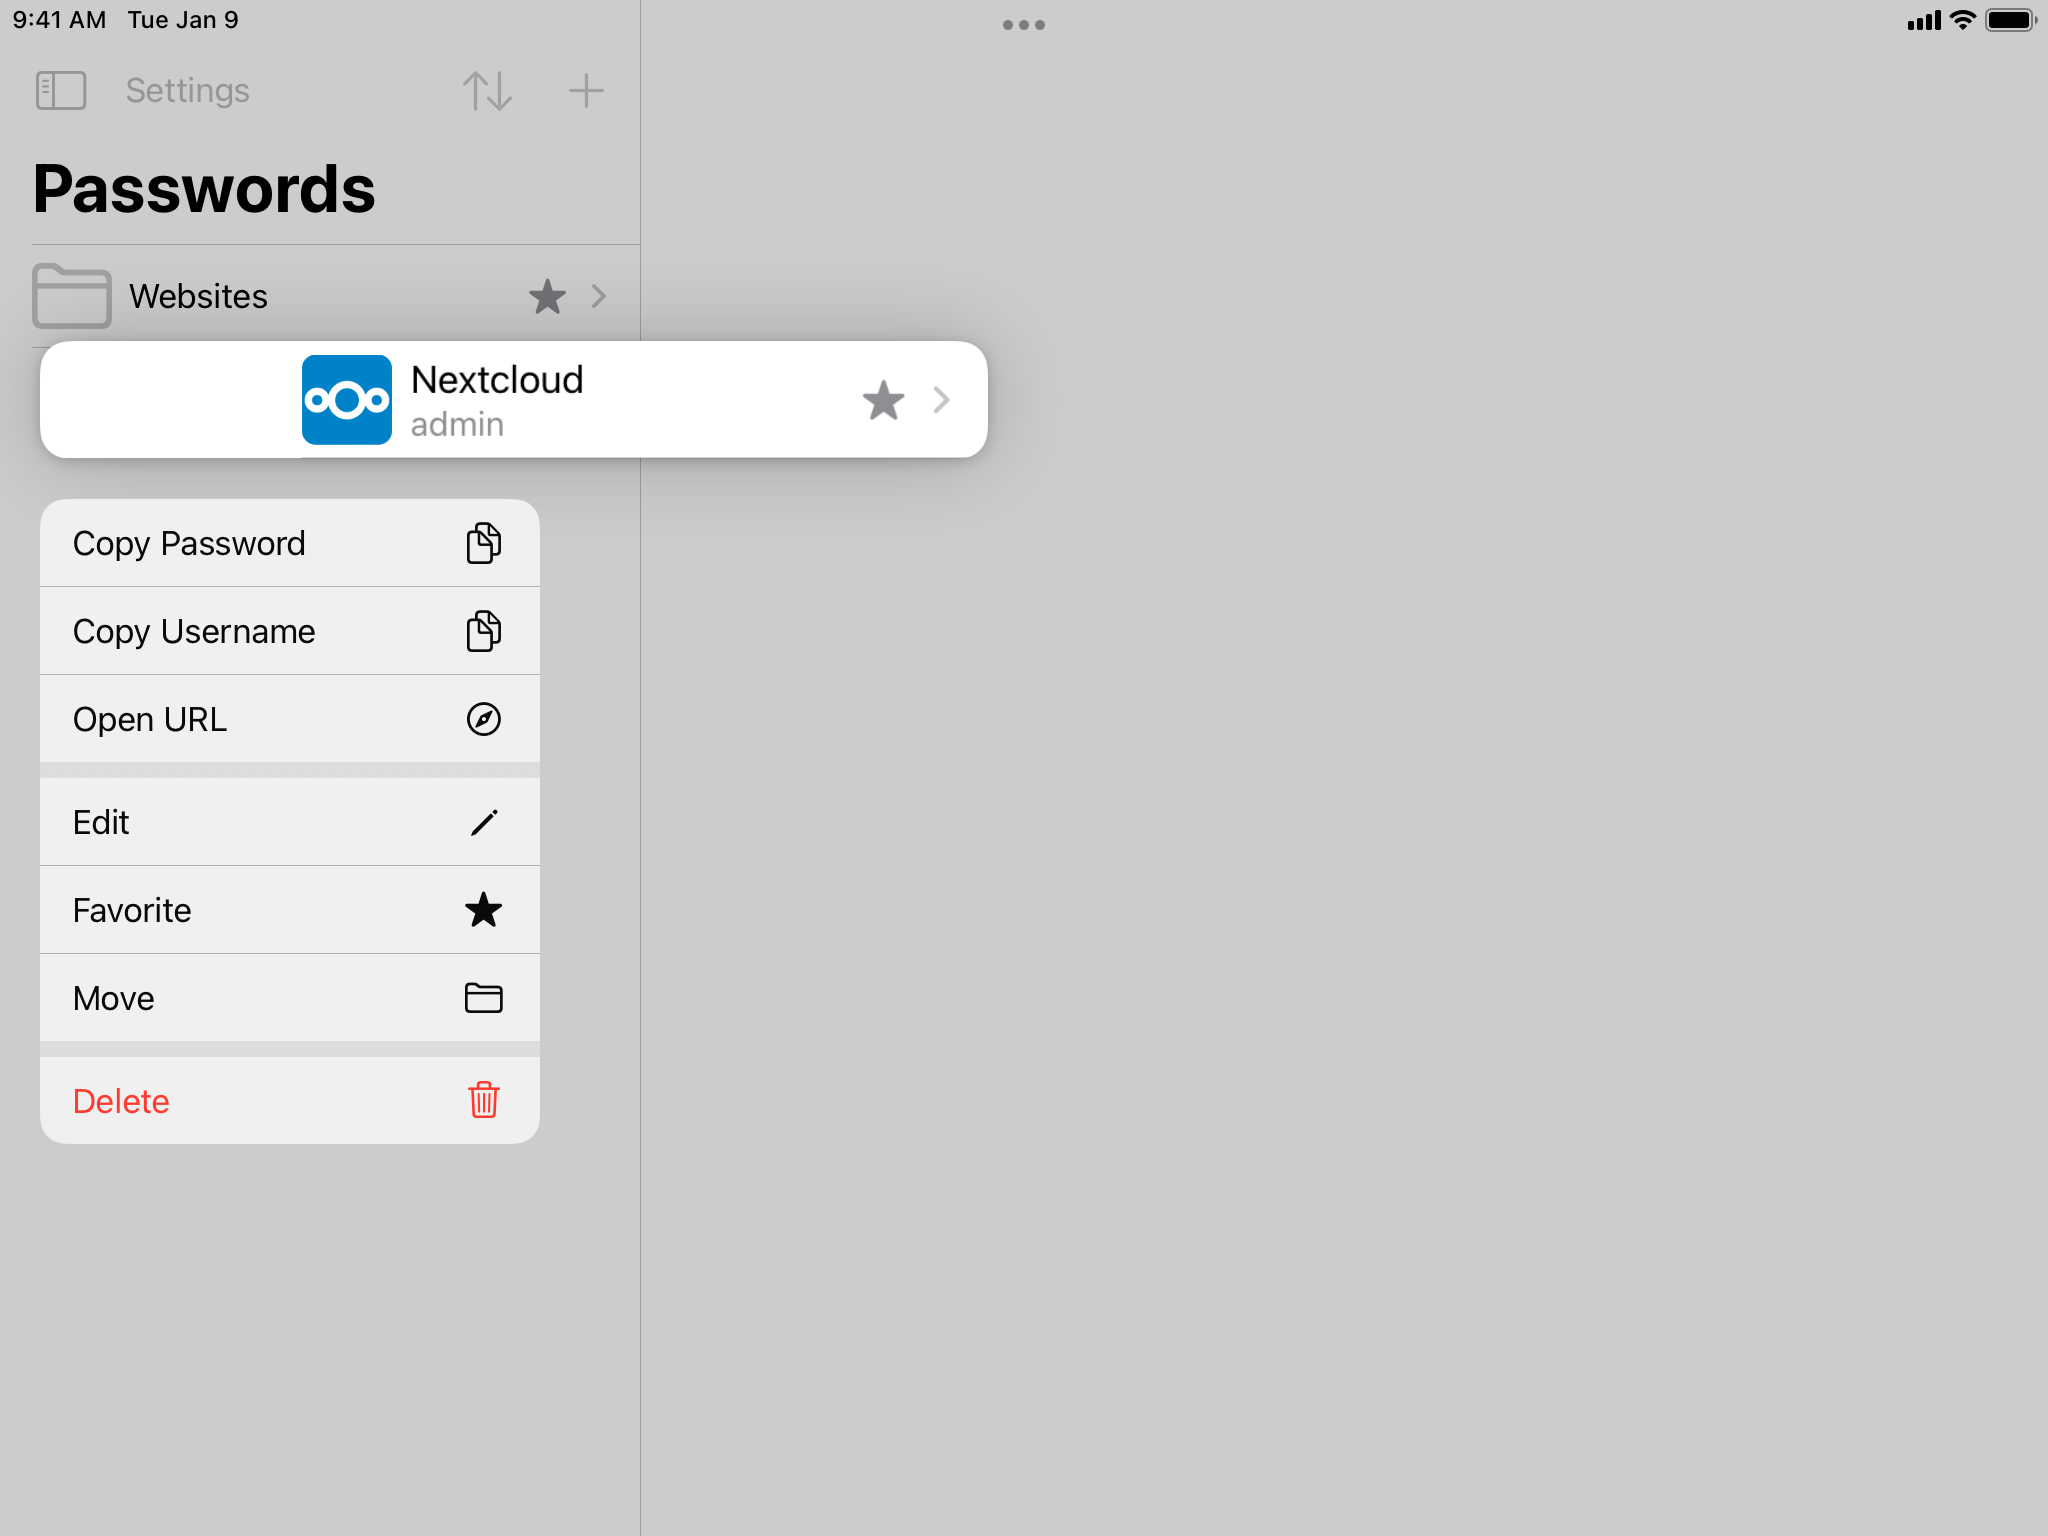 9:41 AM Tue Jan 9
Settings
Passwords
Websites
Nextcloud
admin
Copy Password
Copy Username
Open URL
Edit
Favorite
Move
Delete